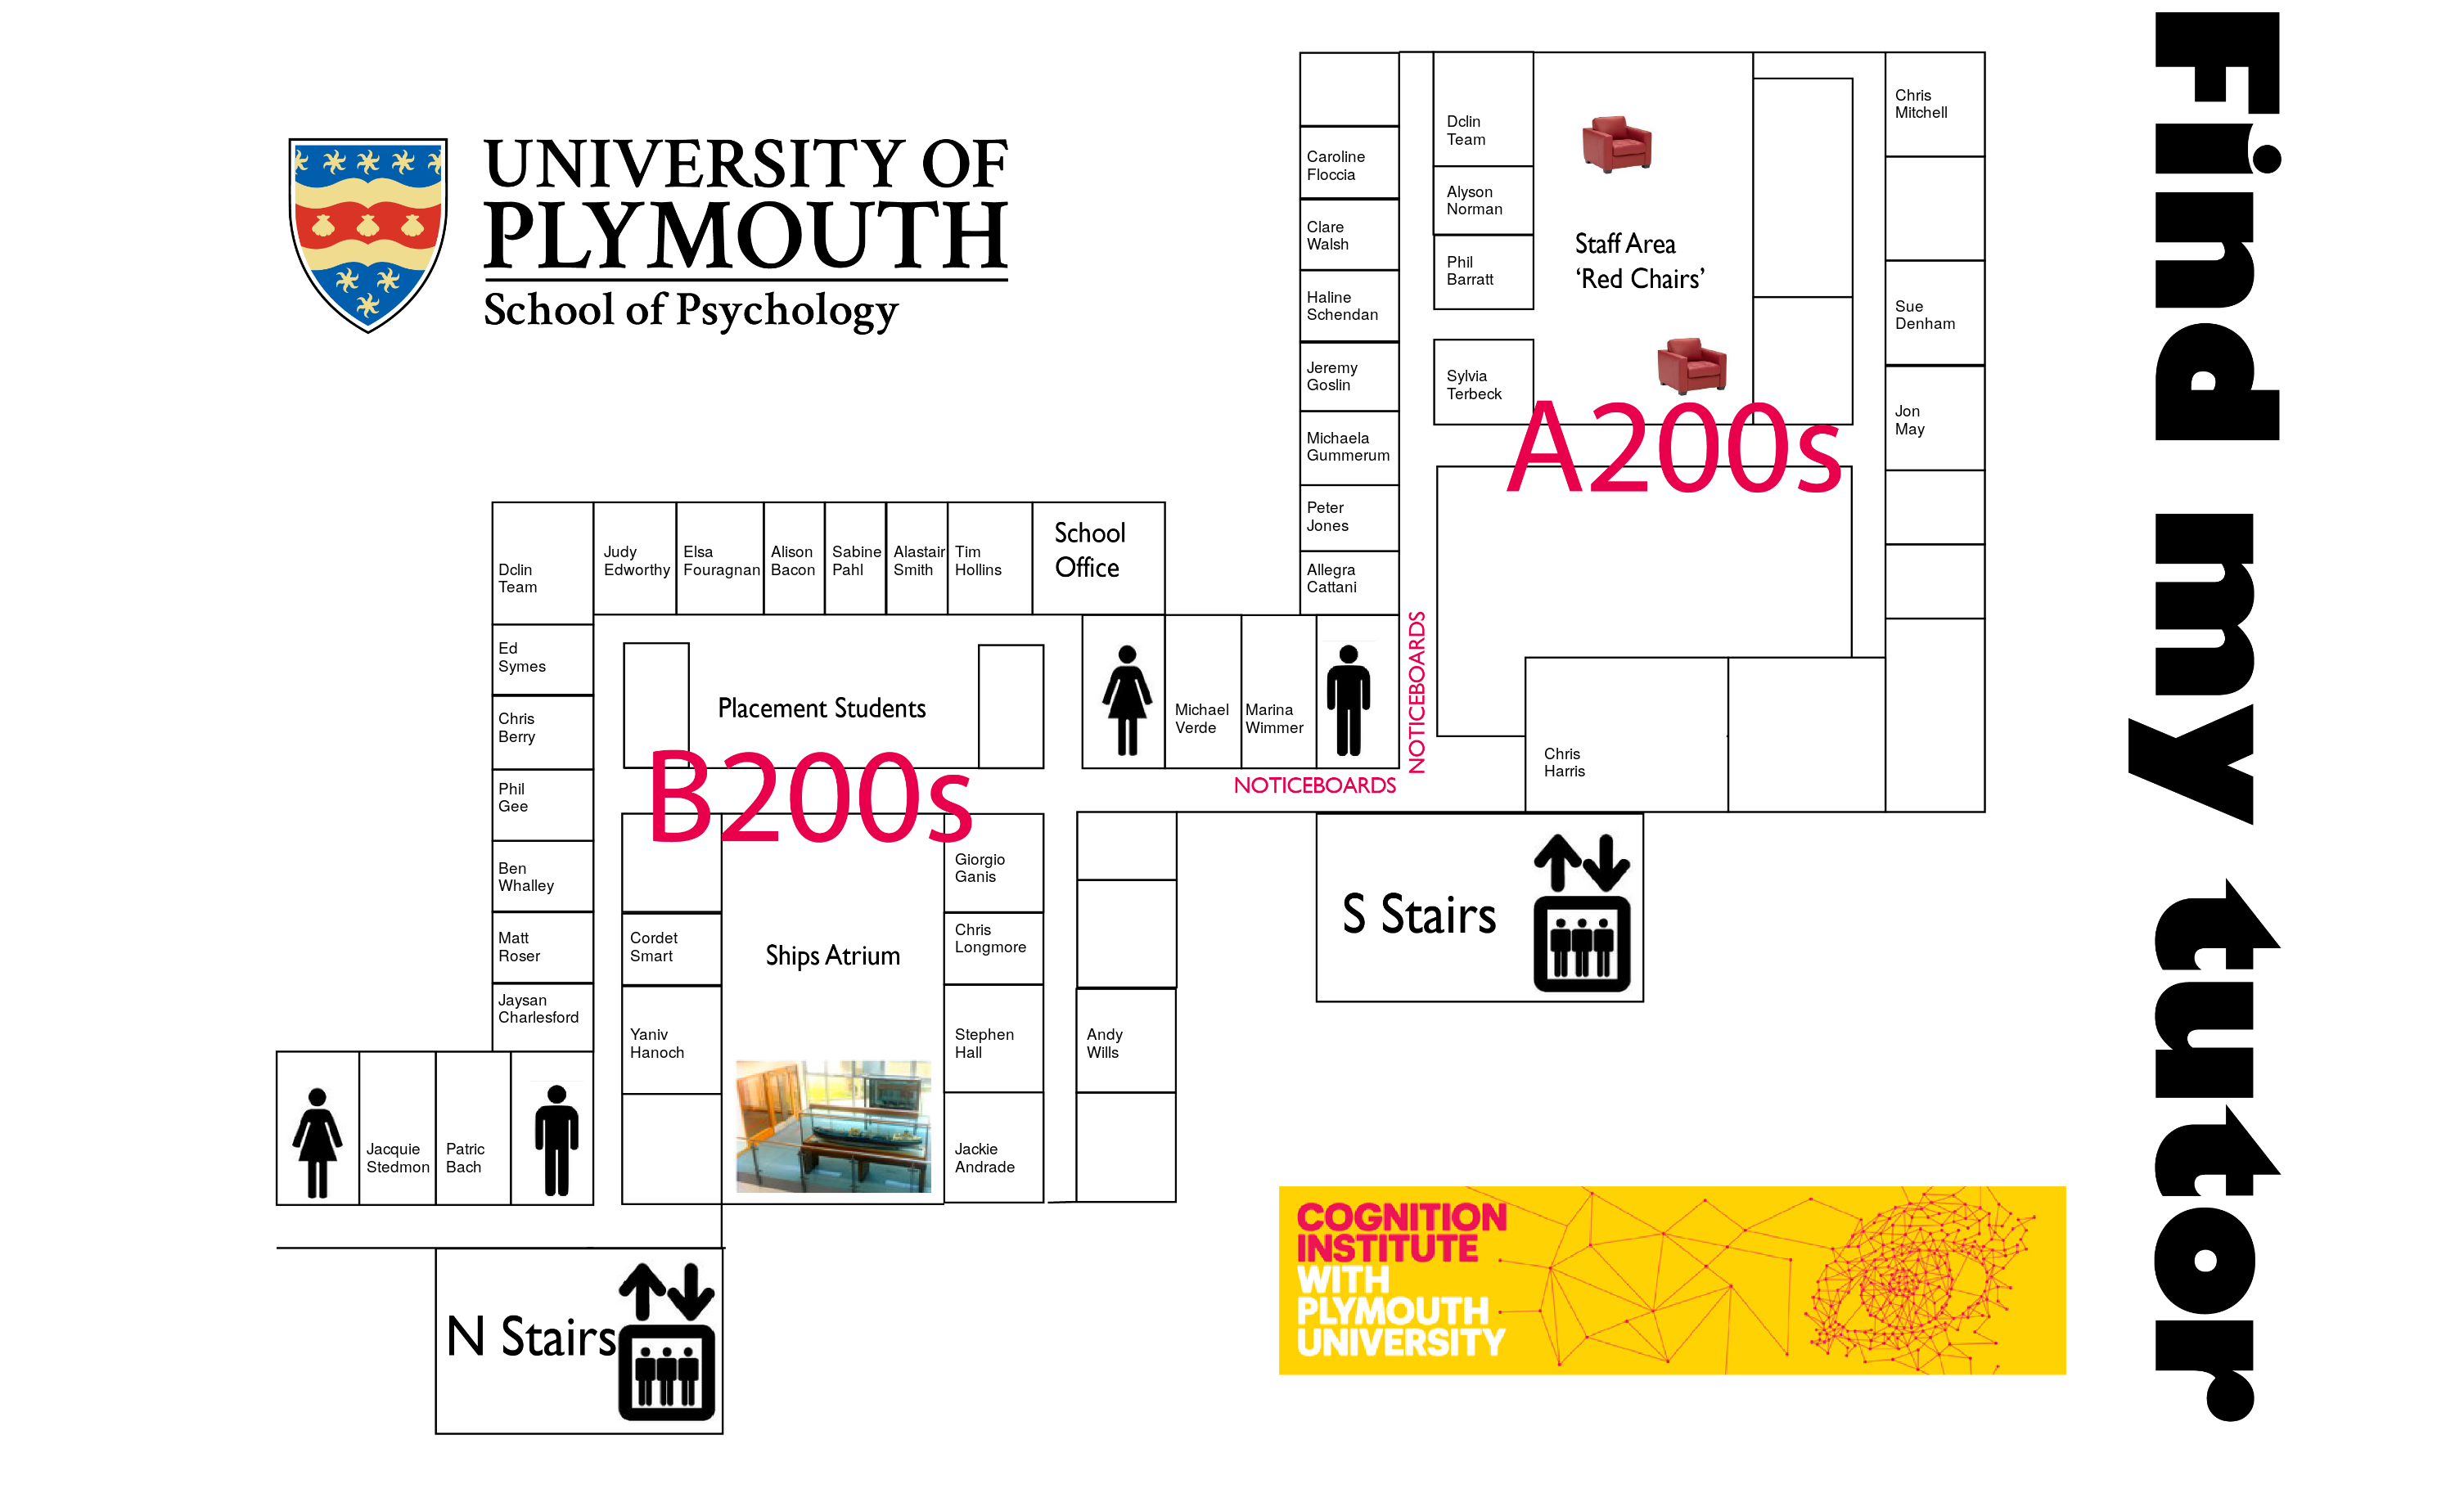 UNIVERSITY OF
PLYMOUTH
School of Psychology
Find my tutor
Caroline
Floccia
Clare
Walsh
Haline
Schendan
Jeremy
Goslin
Michaela
Gummerum
Peter
Jones
Allegra
Cattani
Dclin
Team
Alyson
Norman
Phil
Barratt
Sylvia
Terbeck
Staff Area
‘Red Chairs’
A200s
Chris
Mitchell
Sue
Denham
Jon
May
Chris
Harris
NOTICEBOARDS
NOTICEBOARDS
Michael
Verde
Marina
Wimmer
School
Office
Tim
Hollins
Alastair
Smith
Sabine
Pahl
Alison
Bacon
Elsa
Fouragnan
Judy
Edworthy
Dclin
Team
Ed
Symes
Chris
Berry
Phil
Gee
Ben
Whalley
Matt
Roser
Jaysan
Charlesford
Placement Students
B200s
Cordet
Smart
Yaniv
Hanoch
Ships Atrium
Giorgio
Ganis
Chris
Longmore
Stephen
Hall
Jackie
Andrade
Andy
Wills
Jacquie
Stedmon
Patric
Bach
S Stairs
N Stairs
COGNITION
INSTITUTE
WITH
PLYMOUTH
UNIVERSITY